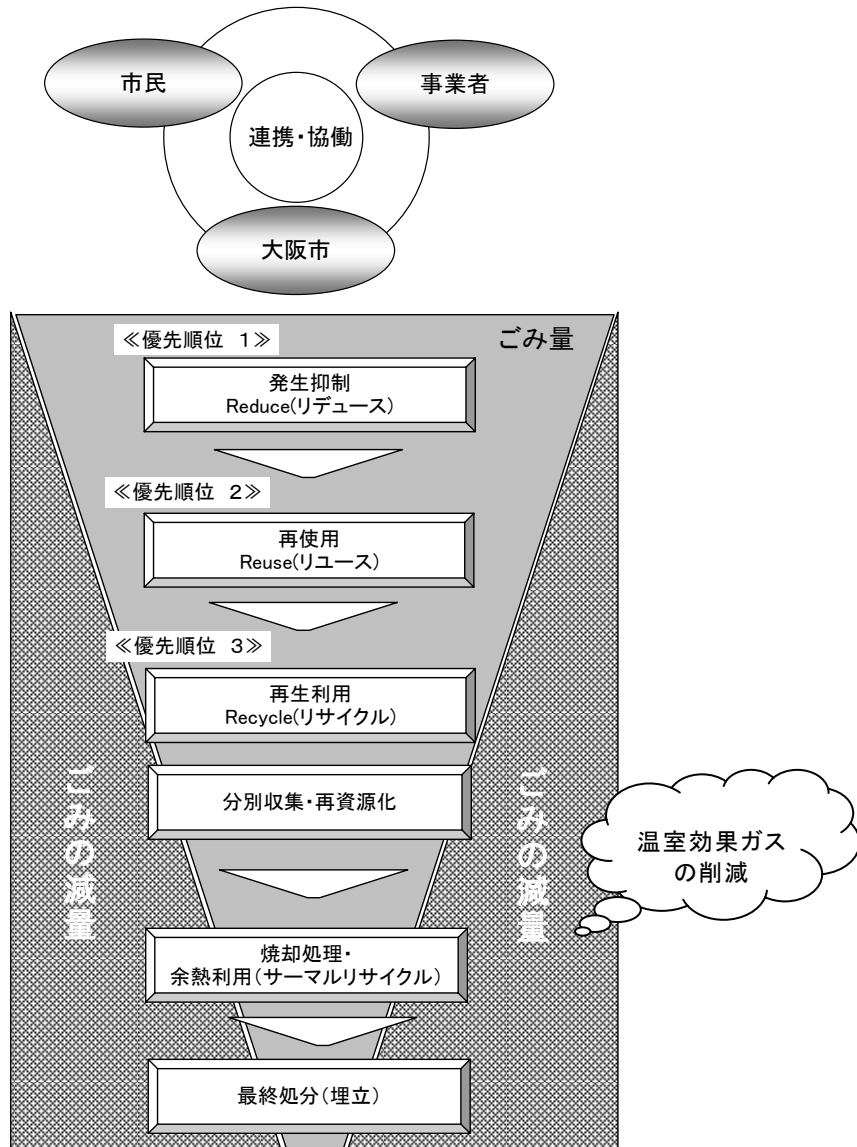 市民
事業者
連携・協働
大阪市
ごみ量
≪優先順位 1≫
発生抑制
Reduce(リデュース)
≪優先順位 2≫
再使用
Reuse(リユース)
≪優先順位 3≫
再生利用
Recycle(リサイクル)
分別収集・再資源化
ごみの減量
ごみの減量
温室効果ガス
の削減
焼却処理・
余熱利用(サーマルリサイクル)
最終処分(埋立)